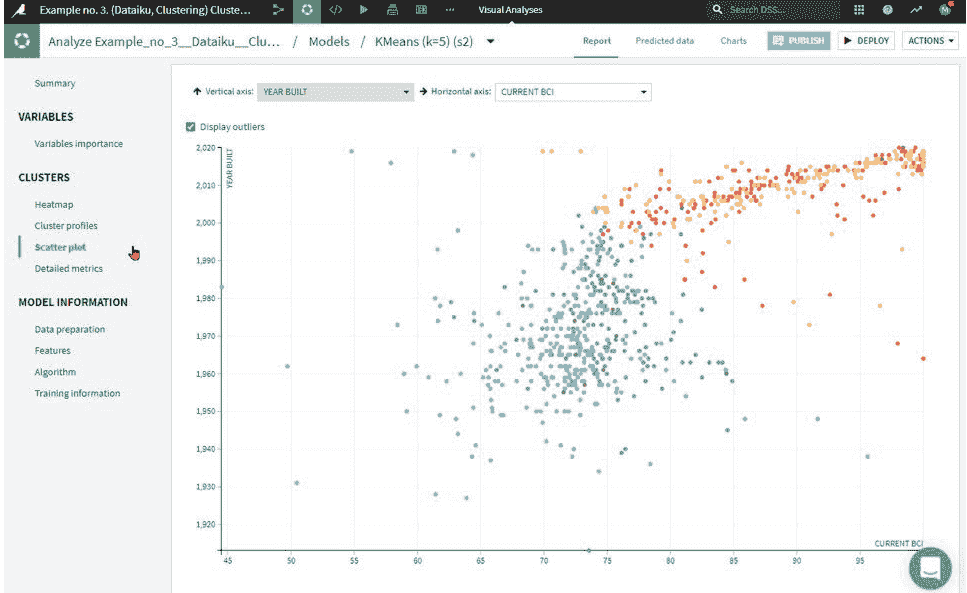 Example no. 3. (Dataiku, Clustering) Cluste...
</>
...
Visual Analyses
Search DSS...
M
Analyze Example_no_3__Dataiku__Clu... / Models / KMeans (k=5) (s2)
Report
Predicted data
Charts
PUBLISH
DEPLOY
ACTIONS
Summary
VARIABLES
Variables importance
CLUSTERS
Heatmap
Cluster profiles
Scatter plot
Detailed metrics
MODEL INFORMATION
Data preparation
Features
Algorithm
Training information
Vertical axis: YEAR BUILT
Horizontal axis: CURRENT BCI
Display outliers
YEAR BUILT
2,020
2,010
2,000
1,990
1,980
1,970
1,960
1,950
1,940
1,930
1,920
CURRENT BCI
45 50 55 60 65 70 75 80 85 90 95